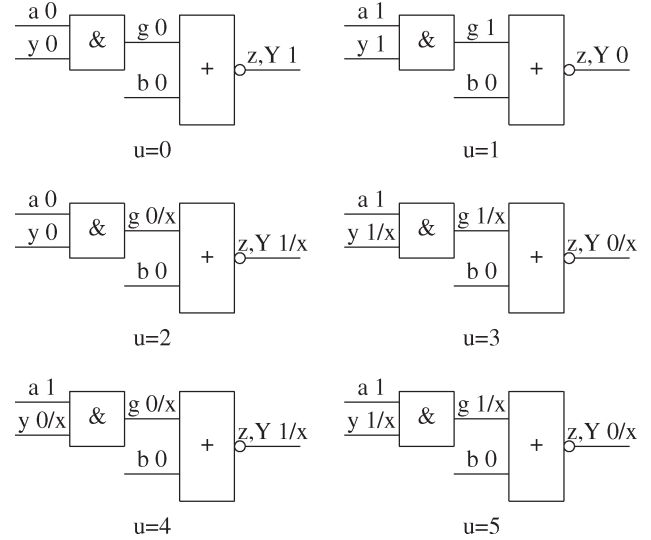 a 0
y 0
&
g 0
b 0
+
z,Y 1
u=0
a 1
y 1
&
g 1
b 0
+
z,Y 0
u=1
a 0
y 0
&
g 0/x
b 0
+
z,Y 1/x
u=2
a 1
y 1/x
&
g 1/x
b 0
+
z,Y 0/x
u=3
a 1
y 0/x
&
g 0/x
b 0
+
z,Y 1/x
u=4
a 1
y 1/x
&
g 1/x
b 0
+
z,Y 0/x
u=5